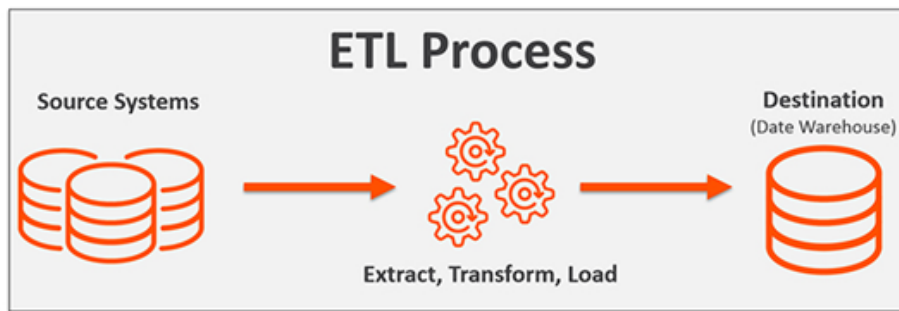 ETL Process
Source Systems
Destination
(Date Warehouse)
Extract, Transform, Load